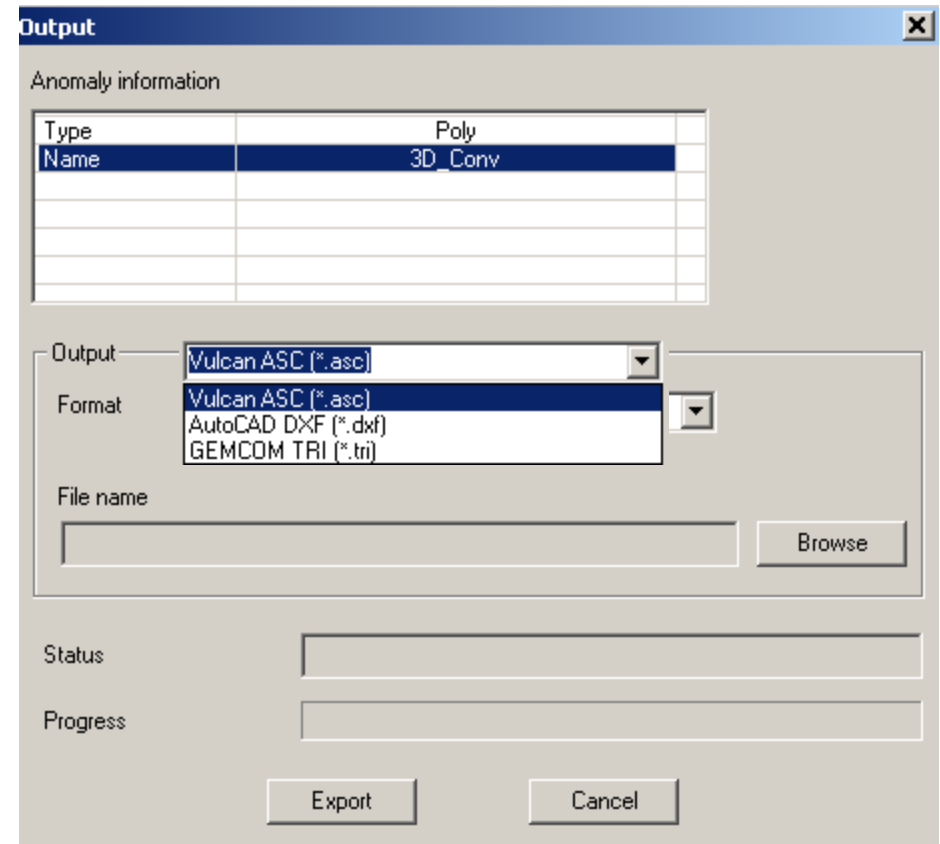 Output
Anomaly information
Type Poly
Name 3D_Conv
Output Vulcan ASC (*.asc)
Format Vulcan ASC (*.asc)
AutoCAD DXF (*.dxf)
GEMCOM TRI (*.tri)
File name
Browse
Status
Progress
Export Cancel